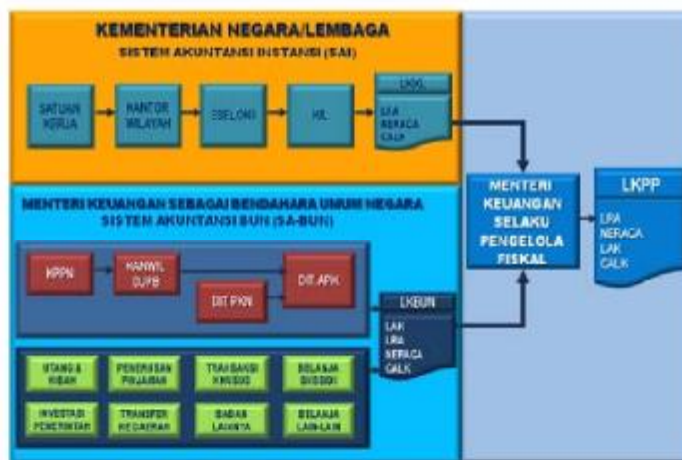 KEMENTERIAN NEGARA/LEMBAGA
SISTEM AKUNTANSI INSTANSI (SAI)
SATUAN
KERJA
KANTOR
WILAYAH
ESELON I
K/L
LKKL
LRA
NERACA
CALK
MENTERI KEUANGAN SEBAGAI BENDAHARA UMUM NEGARA
SISTEM AKUNTANSI BUN (SA-BUN)
KPPN
KANWIL
DJPB
DIT.PKN
DIT.APK
LKBUN
LAK
LRA
NERACA
CALK
UTANG &
HIBAH
PENERUSAN
PINJAMAN
TRANSAKSI
KHUSUS
BELANJA
SUBSIDI
INVESTASI
PEMERINTAH
TRANSFER
KE DAERAH
BADAN
LAINNYA
BELANJA
LAIN-LAIN
MENTERI
KEUANGAN
SELAKU
PENGELOLA
FISKAL
LKPP
LRA
NERACA
LAK
CALK